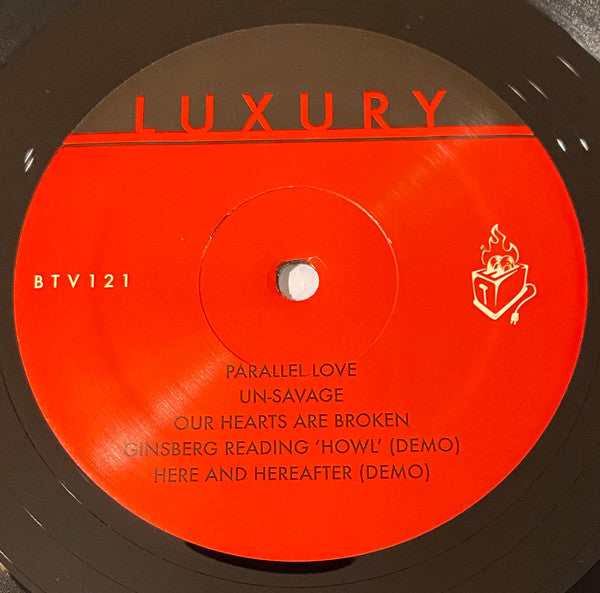 LUXURY
BTV121
PARALLEL LOVE
UN-SAVAGE
OUR HEARTS ARE BROKEN
GINSBERG READING ‘HOWL’ (DEMO)
HERE AND HEREAFTER (DEMO)